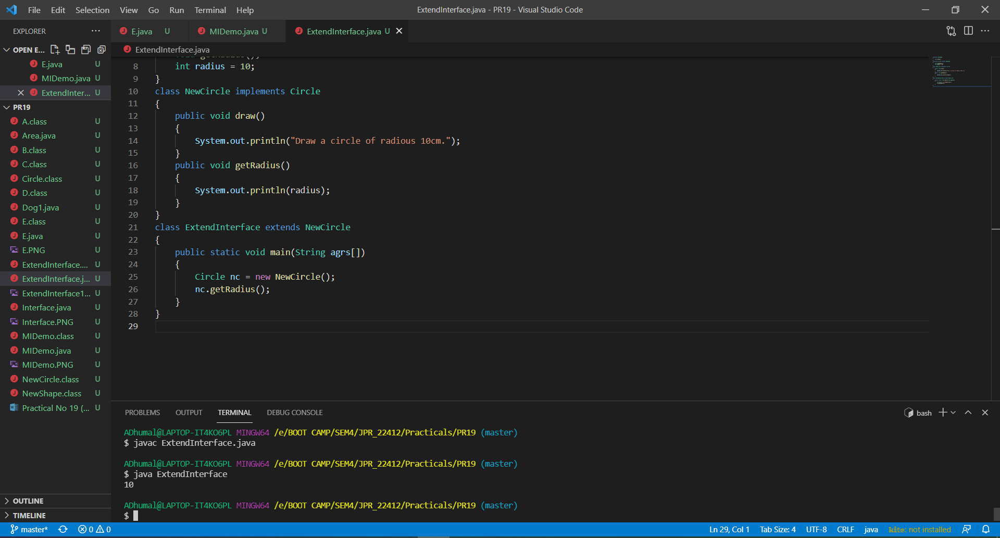 File Edit Selection View Go Run Terminal Help
ExtendInterface.java - PR19 - Visual Studio Code
EXPLORER
E.java U
MIDemo.java U
ExtendInterface.java U
OPEN E...
ExtendInterface.java
E.java U
MIDemo.java U
ExtendInter... U
PR19
A.class U
Area.java U
B.class U
C.class U
Circle.class U
D.class U
Dog1.java U
E.class U
E.java U
E.PNG U
ExtendInterface.... U
ExtendInterface.j... U
ExtendInterface1... U
Interface.java U
Interface.PNG U
MIDemo.class U
MIDemo.java U
MIDemo.PNG U
NewCircle.class U
NewShape.class U
Practical No 19 (... U
OUTLINE
TIMELINE
8 int radius = 10;
9 }
10 class NewCircle implements Circle
11 {
12 public void draw()
13 {
14 System.out.println("Draw a circle of radious 10cm.");
15 }
16 public void getRadius()
17 {
18 System.out.println(radius);
19 }
20 }
21 class ExtendInterface extends NewCircle
22 {
23 public static void main(String agrs[])
24 {
25 Circle nc = new NewCircle();
26 nc.getRadius();
27 }
28 }
29
PROBLEMS OUTPUT TERMINAL DEBUG CONSOLE
bash
ADhumal@LAPTOP-IT4KO6PL MINGW64 /e/BOOT CAMP/SEM4/JPR_22412/Practicals/PR19 (master)
$ javac ExtendInterface.java
ADhumal@LAPTOP-IT4KO6PL MINGW64 /e/BOOT CAMP/SEM4/JPR_22412/Practicals/PR19 (master)
$ java ExtendInterface
10
ADhumal@LAPTOP-IT4KO6PL MINGW64 /e/BOOT CAMP/SEM4/JPR_22412/Practicals/PR19 (master)
$
master* 0 0
Ln 29, Col 1 Tab Size: 4 UTF-8 CRLF java kite: not installed